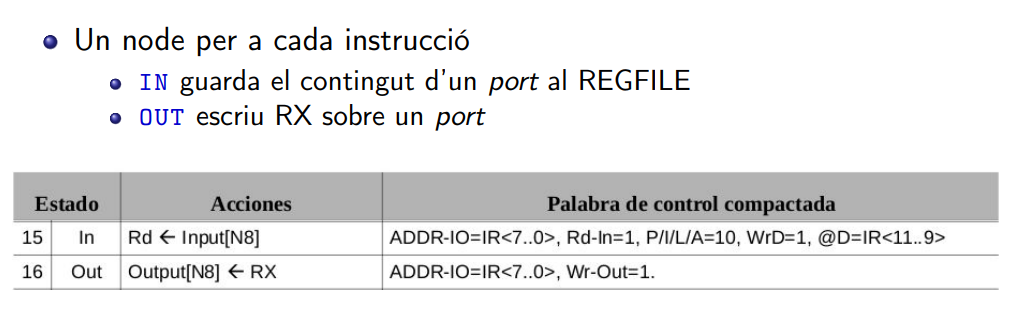 Un node per a cada instrucció
IN guarda el contingut d'un port al REGFILE
OUT escriu RX sobre un port
Estado Acciones Palabra de control compactada
15 In Rd ← Input[N8] ADDR-IO=IR<7..0>, Rd-In=1, P/I/L/A=10, WrD=1, @D=IR<11..9>
16 Out Output[N8] ← RX ADDR-IO=IR<7..0>, Wr-Out=1.